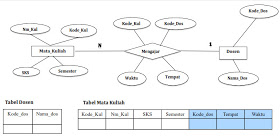 Kode_Dos
Nm_Kul
Kode_Kul
Kode_Kul
Kode_Dos
N
1
Mata_Kuliah
Mengajar
Dosen
SKS
Semester
Waktu
Tempat
Nama_Dos
Tabel Dosen
Tabel Mata Kuliah
Kode_dos Nama_dos
Kode_Kul Nm_Kul SKS Semester Kode_dos Tempat Waktu